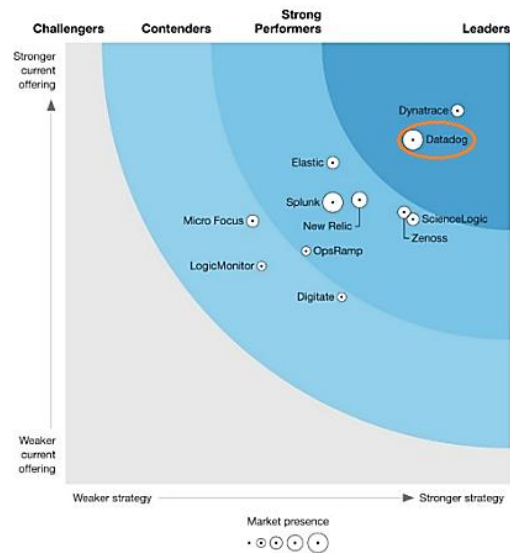 Challengers
Contenders
Strong
Performers
Leaders
Stronger
current
offering
Dynatrace
Datadog
Elastic
Splunk
New Relic
Micro Focus
ScienceLogic
Zenoss
OpsRamp
LogicMonitor
Digitate
Weaker
current
offering
Weaker strategy
Stronger strategy
Market presence